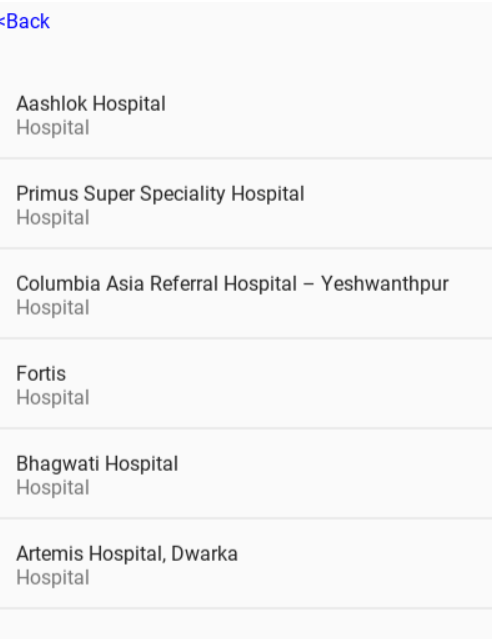 <Back
Aashlok Hospital
Hospital
Primus Super Speciality Hospital
Hospital
Columbia Asia Referral Hospital – Yeshwanthpur
Hospital
Fortis
Hospital
Bhagwati Hospital
Hospital
Artemis Hospital, Dwarka
Hospital